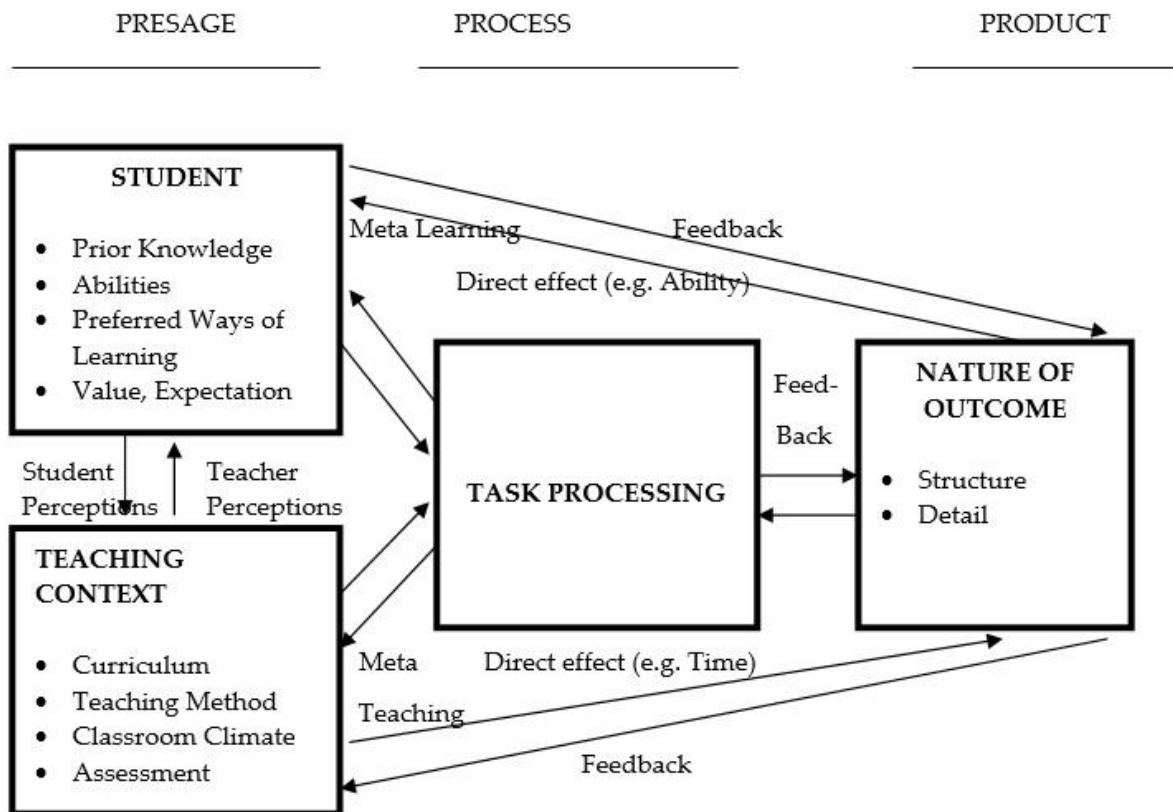 PRESAGE
PROCESS
PRODUCT
STUDENT
• Prior Knowledge
• Abilities
• Preferred Ways of
Learning
• Value, Expectation
Meta Learning
Feedback
Direct effect (e.g. Ability)
Student
Perceptions
Teacher
Perceptions
TASK PROCESSING
Feed-
Back
NATURE OF
OUTCOME
• Structure
• Detail
TEACHING
CONTEXT
• Curriculum
• Teaching Method
• Classroom Climate
• Assessment
Meta
Teaching
Direct effect (e.g. Time)
Feedback